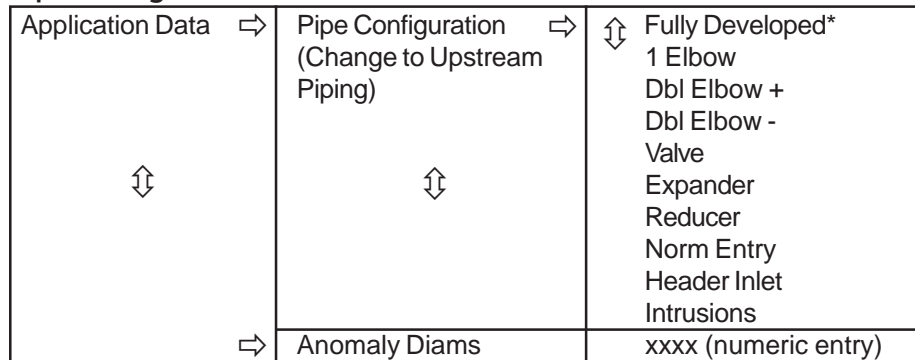 Application Data ⇨ Pipe Configuration ⇨ ⇕ Fully Developed*
(Change to Upstream 1 Elbow
Piping) Dbl Elbow +
Dbl Elbow -
Valve
⇕ ⇕ Expander
Reducer
Norm Entry
Header Inlet
Intrusions
⇨ Anomaly Diams xxxx (numeric entry)